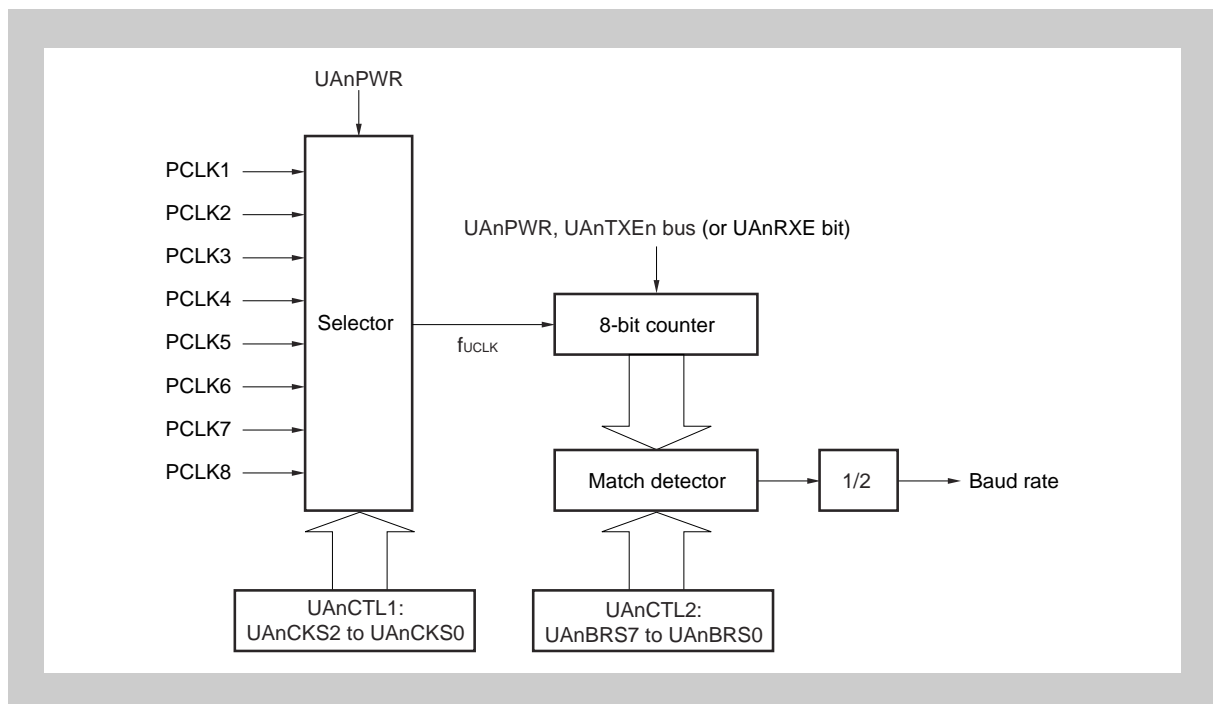 UAnPWR
PCLK1
PCLK2
PCLK3
PCLK4
PCLK5
PCLK6
PCLK7
PCLK8
Selector
fUCLK
UAnPWR, UAnTXEn bus (or UAnRXE bit)
8-bit counter
Match detector
1/2
Baud rate
UAnCTL1:
UAnCKS2 to UAnCKS0
UAnCTL2:
UAnBRS7 to UAnBRS0